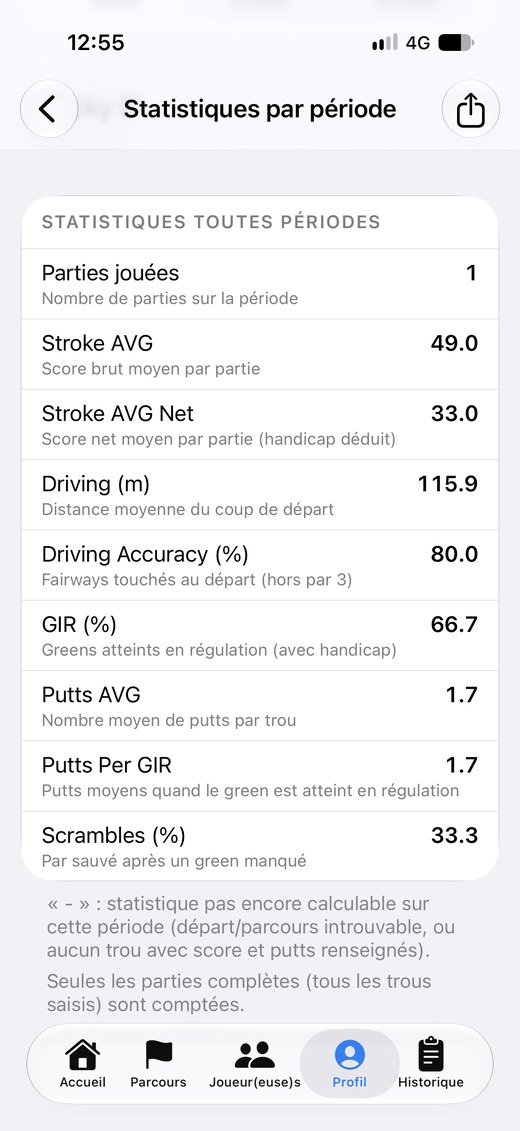 12:55
4G
Statistiques par période
STATISTIQUES TOUTES PÉRIODES
Parties jouées 1
Nombre de parties sur la période
Stroke AVG 49.0
Score brut moyen par partie
Stroke AVG Net 33.0
Score net moyen par partie (handicap déduit)
Driving (m) 115.9
Distance moyenne du coup de départ
Driving Accuracy (%) 80.0
Fairways touchés au départ (hors par 3)
GIR (%) 66.7
Greens atteints en régulation (avec handicap)
Putts AVG 1.7
Nombre moyen de putts par trou
Putts Per GIR 1.7
Putts moyens quand le green est atteint en régulation
Scrambles (%) 33.3
Par sauvé après un green manqué
« - » : statistique pas encore calculable sur
cette période (départ/parcours introuvable, ou
aucun trou avec score et putts renseignés).
Seules les parties complètes (tous les trous
saisis) sont comptées.
Accueil Parcours Joueur(euse)s Profil Historique